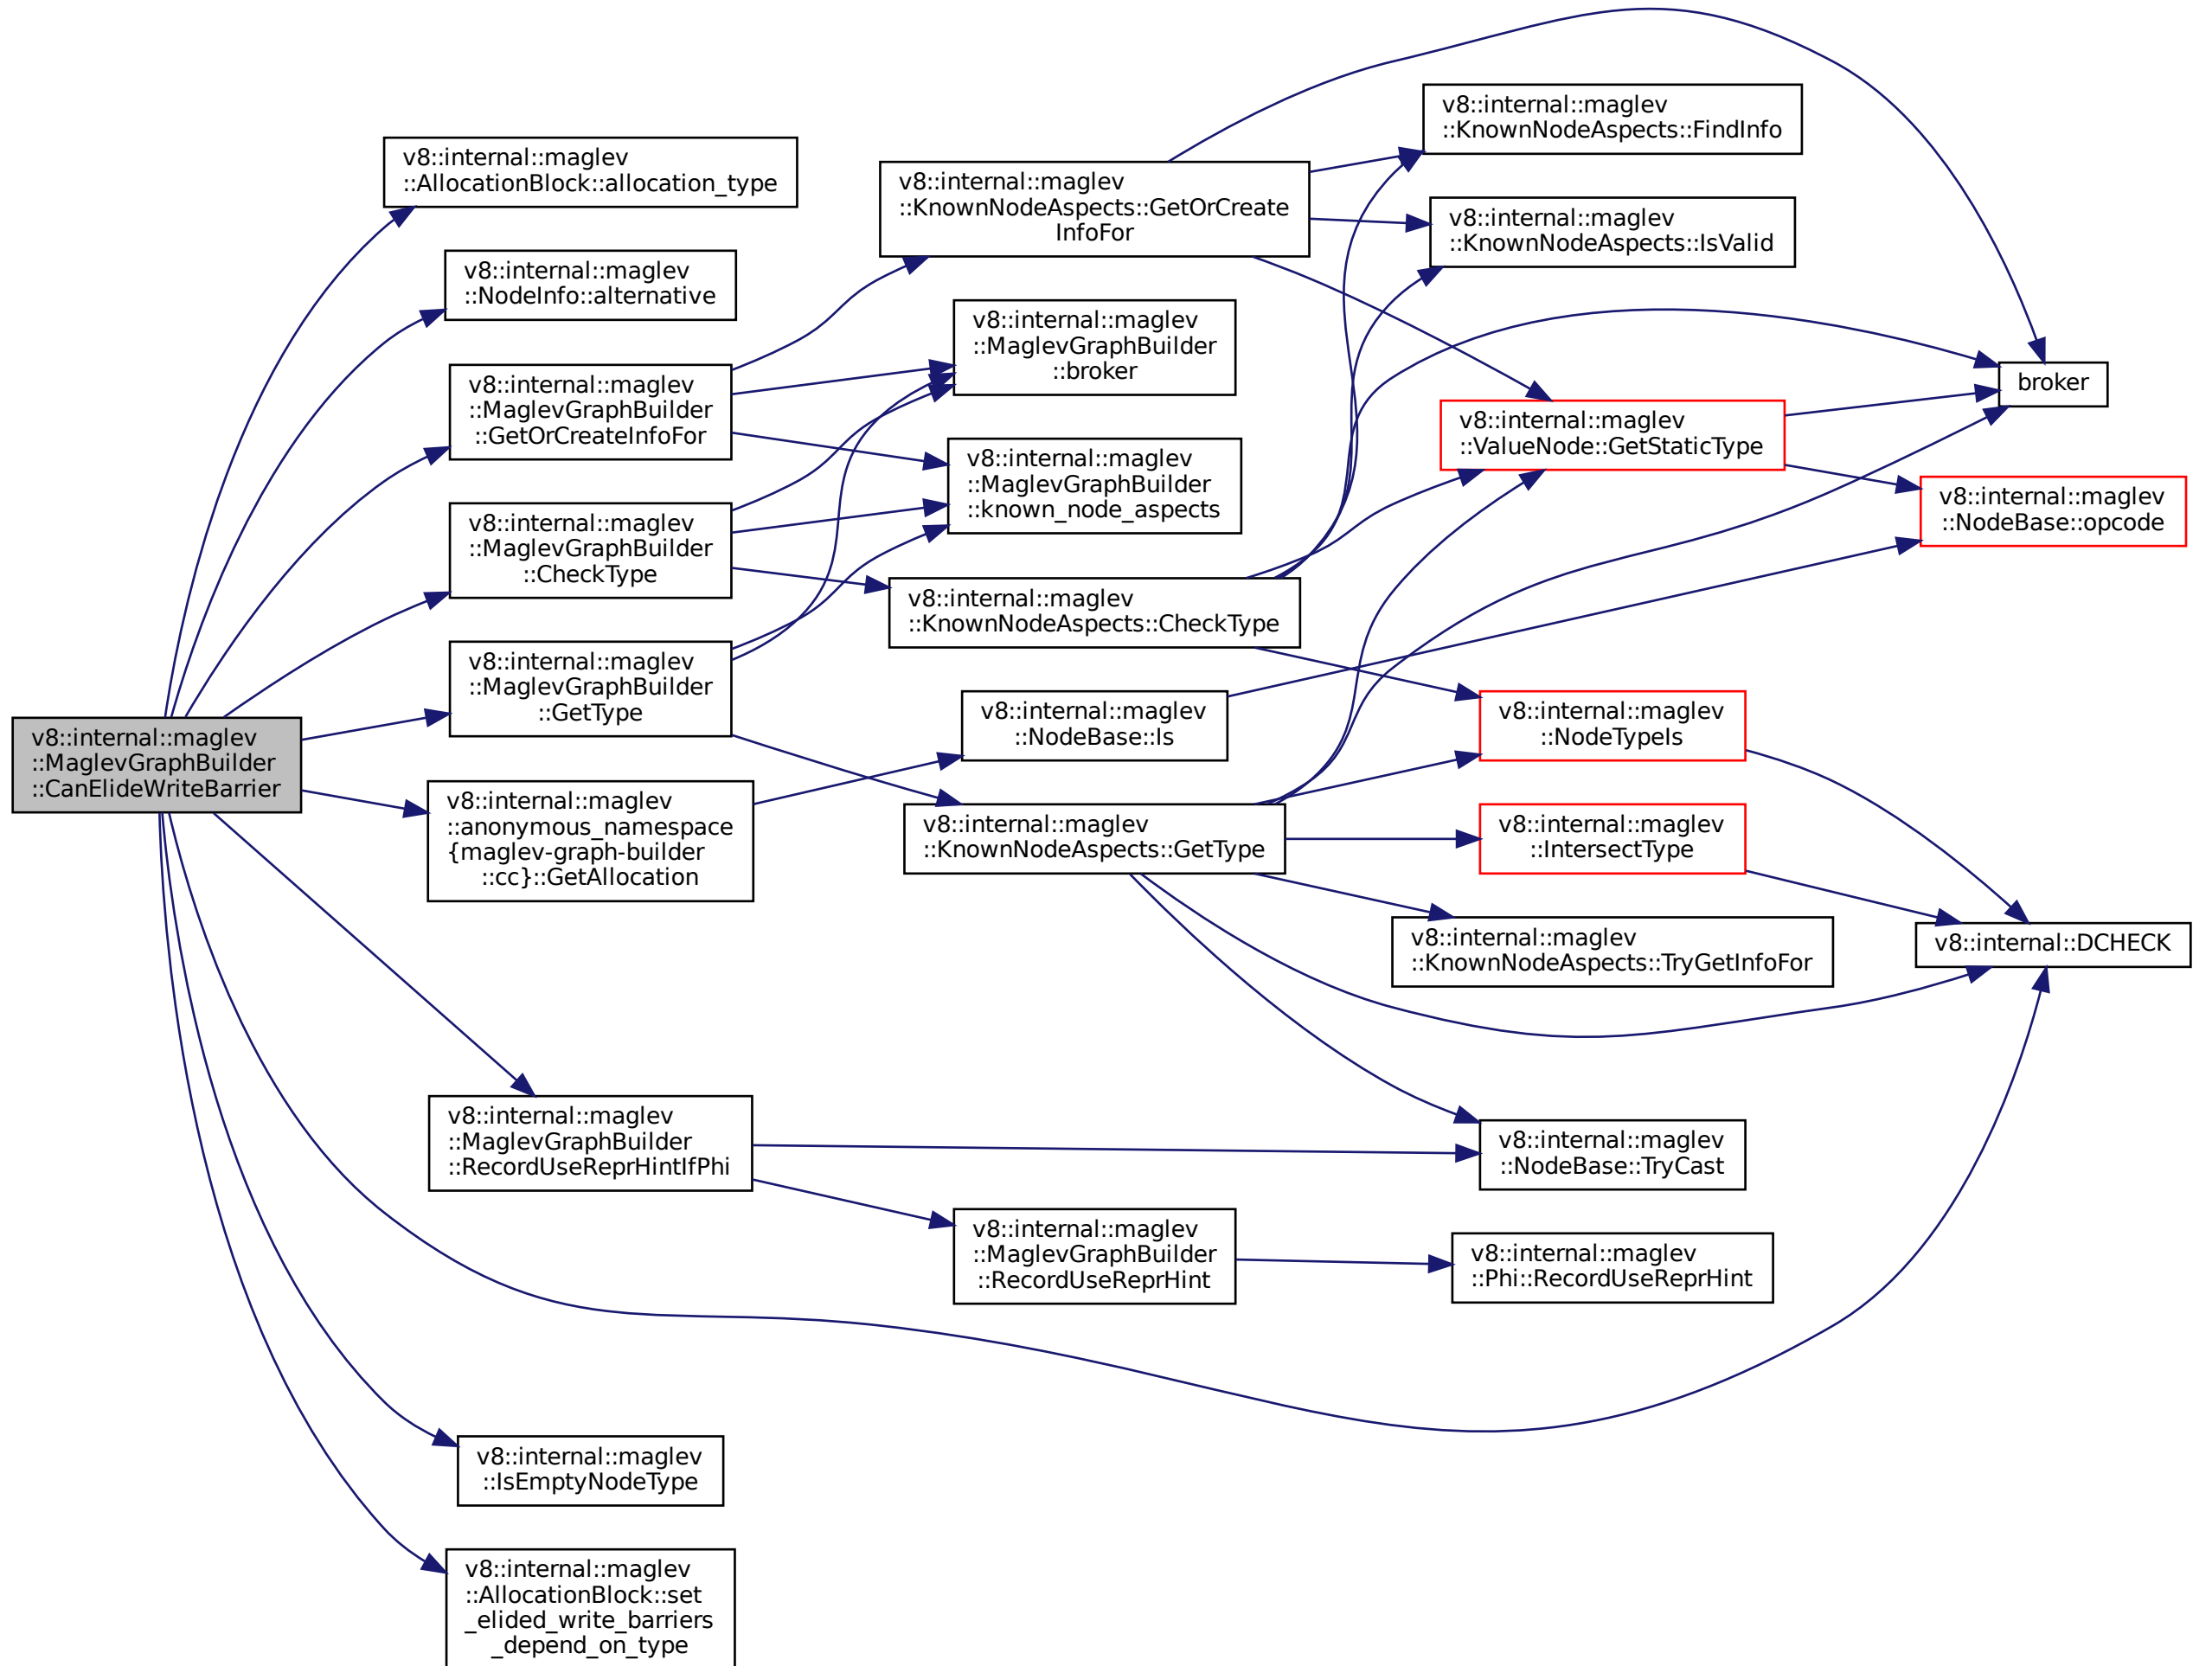 v8::internal::maglev
::MaglevGraphBuilder
::CanElideWriteBarrier
v8::internal::maglev
::AllocationBlock::allocation_type
v8::internal::maglev
::NodeInfo::alternative
v8::internal::maglev
::MaglevGraphBuilder
::GetOrCreateInfoFor
v8::internal::maglev
::MaglevGraphBuilder
::CheckType
v8::internal::maglev
::MaglevGraphBuilder
::GetType
v8::internal::maglev
::anonymous_namespace
{maglev-graph-builder
::cc}::GetAllocation
v8::internal::maglev
::MaglevGraphBuilder
::RecordUseReprHintIfPhi
v8::internal::maglev
::IsEmptyNodeType
v8::internal::maglev
::AllocationBlock::set
_elided_write_barriers
_depend_on_type
v8::internal::maglev
::KnownNodeAspects::GetOrCreate
InfoFor
v8::internal::maglev
::MaglevGraphBuilder
::broker
v8::internal::maglev
::MaglevGraphBuilder
::known_node_aspects
v8::internal::maglev
::KnownNodeAspects::CheckType
v8::internal::maglev
::NodeBase::Is
v8::internal::maglev
::KnownNodeAspects::GetType
v8::internal::maglev
::MaglevGraphBuilder
::RecordUseReprHint
v8::internal::maglev
::KnownNodeAspects::FindInfo
v8::internal::maglev
::KnownNodeAspects::IsValid
v8::internal::maglev
::ValueNode::GetStaticType
v8::internal::maglev
::NodeTypeIs
v8::internal::maglev
::IntersectType
v8::internal::maglev
::KnownNodeAspects::TryGetInfoFor
v8::internal::maglev
::NodeBase::TryCast
v8::internal::maglev
::Phi::RecordUseReprHint
broker
v8::internal::maglev
::NodeBase::opcode
v8::internal::DCHECK